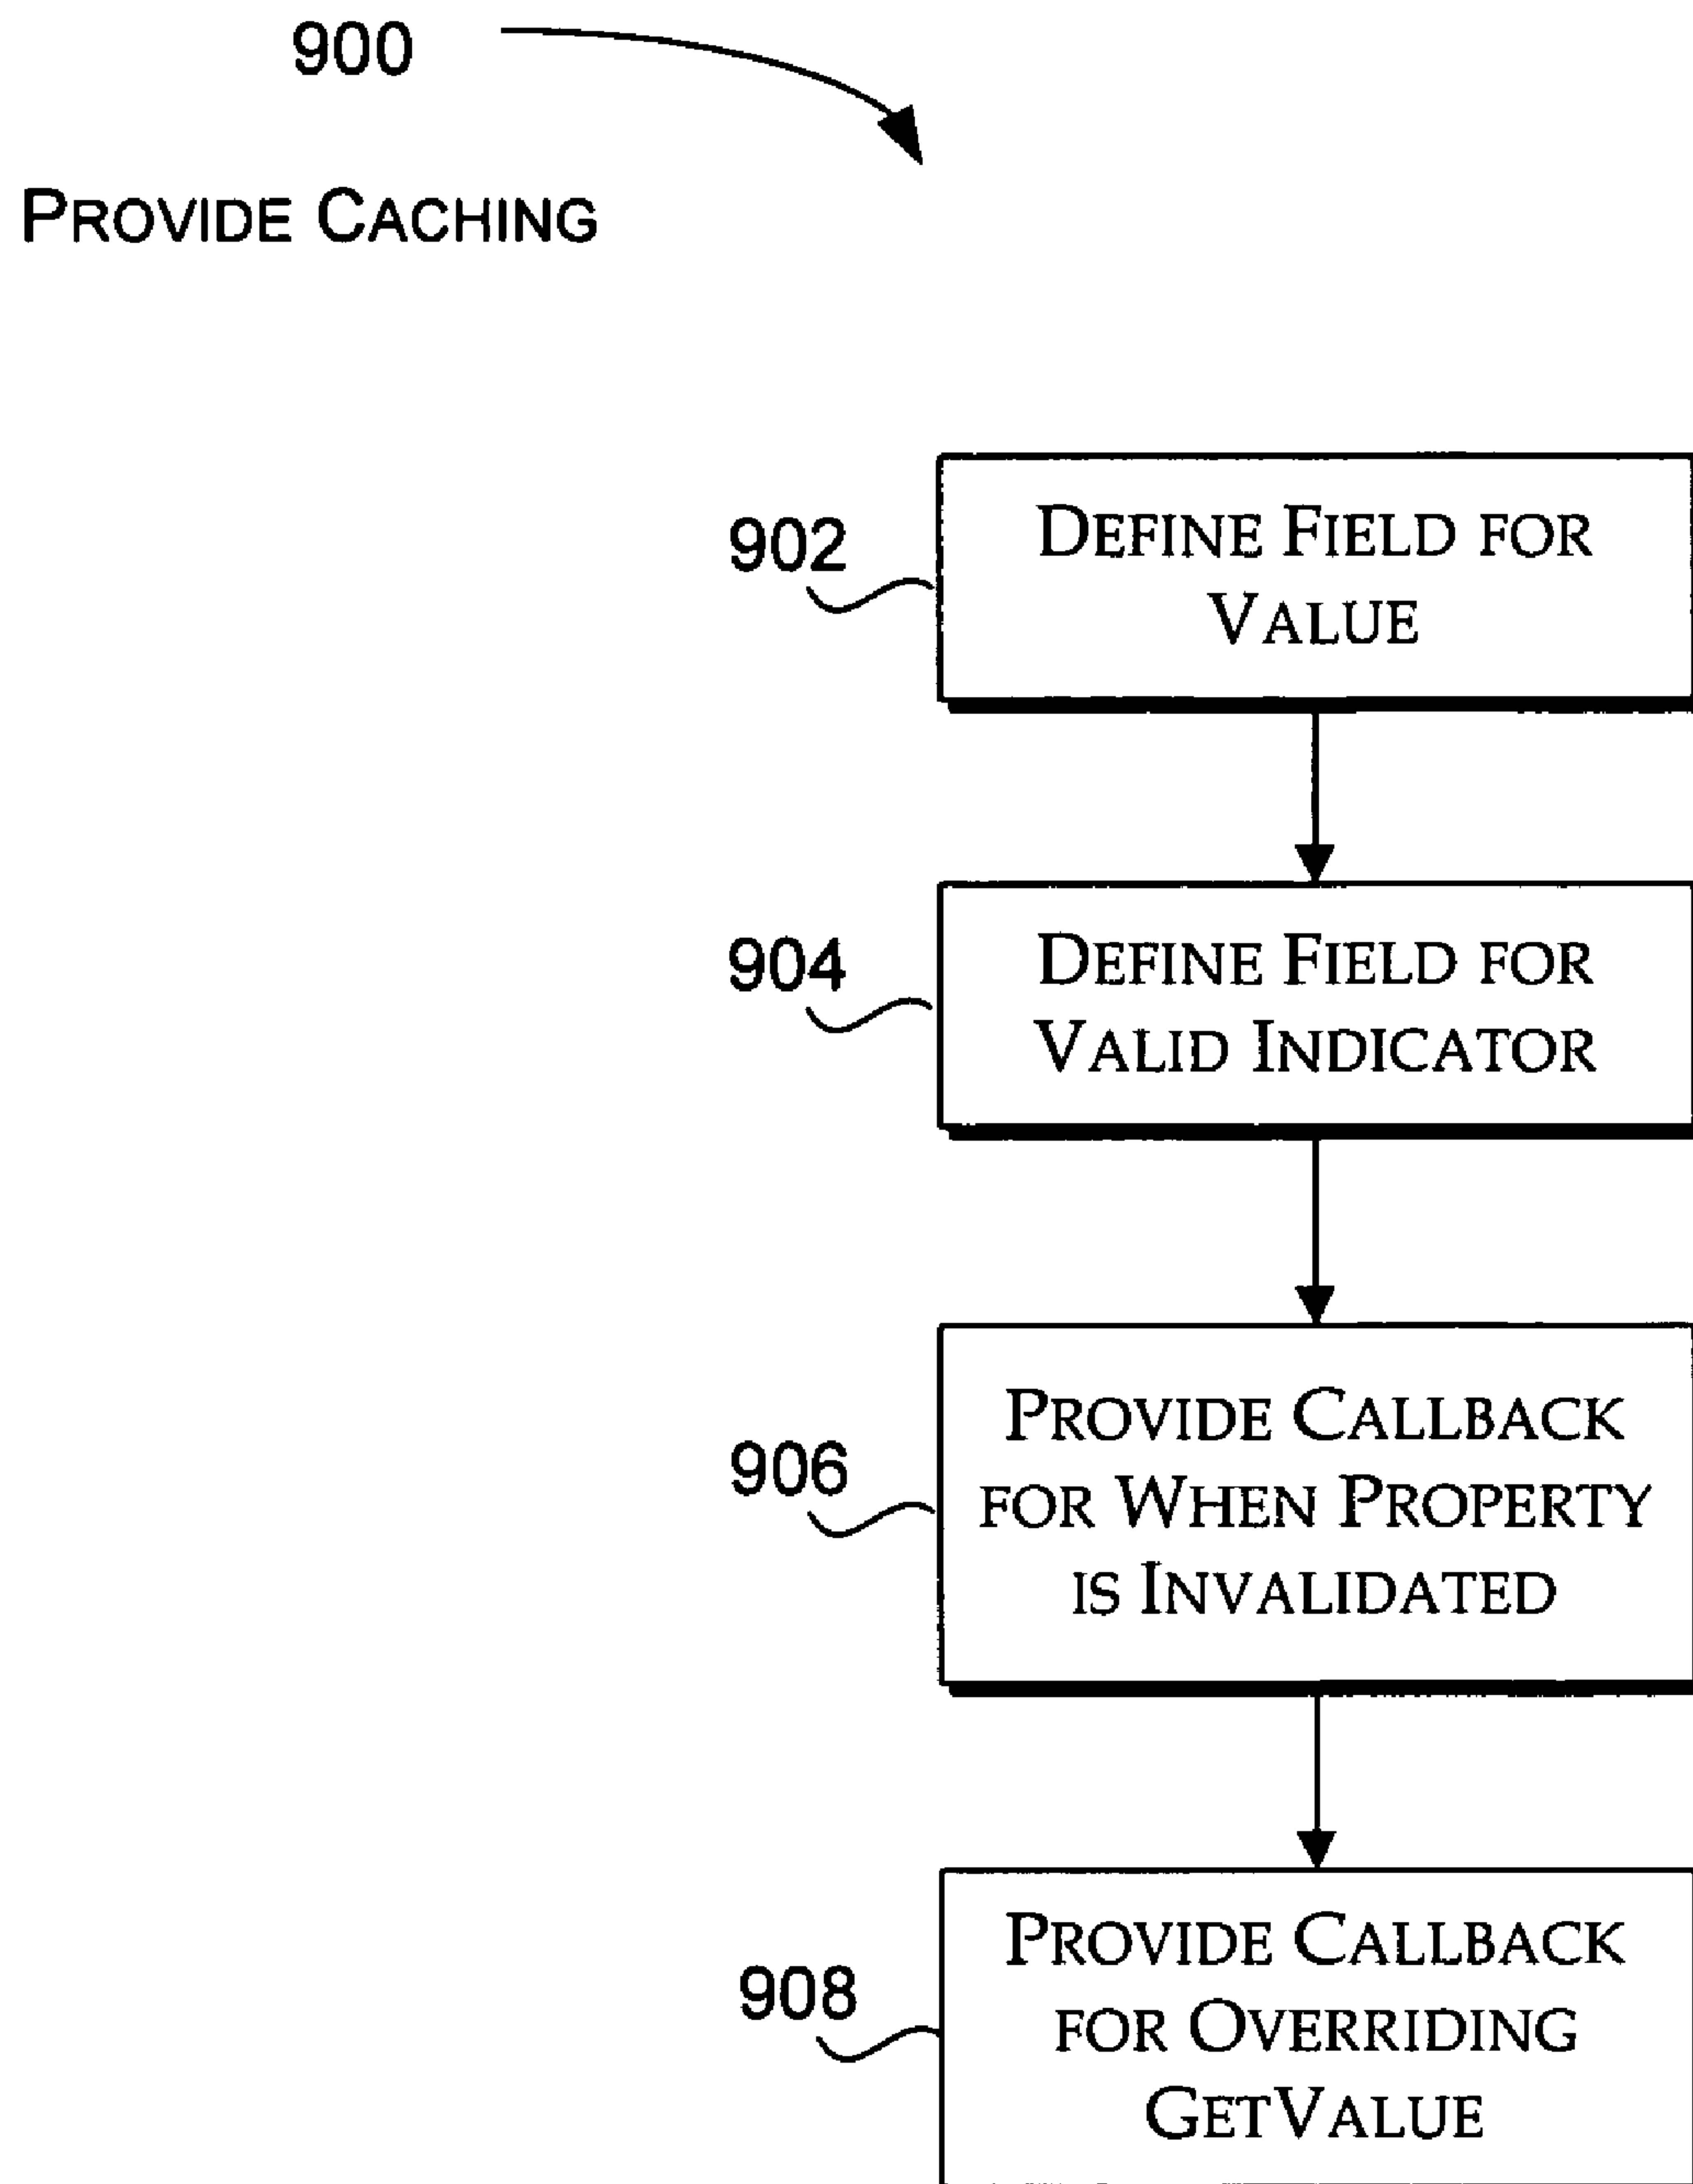 900
PROVIDE CACHING
902
DEFINE FIELD FOR
VALUE
904
DEFINE FIELD FOR
VALID INDICATOR
906
PROVIDE CALLBACK
FOR WHEN PROPERTY
IS INVALIDATED
908
PROVIDE CALLBACK
FOR OVERRIDING
GETVALUE